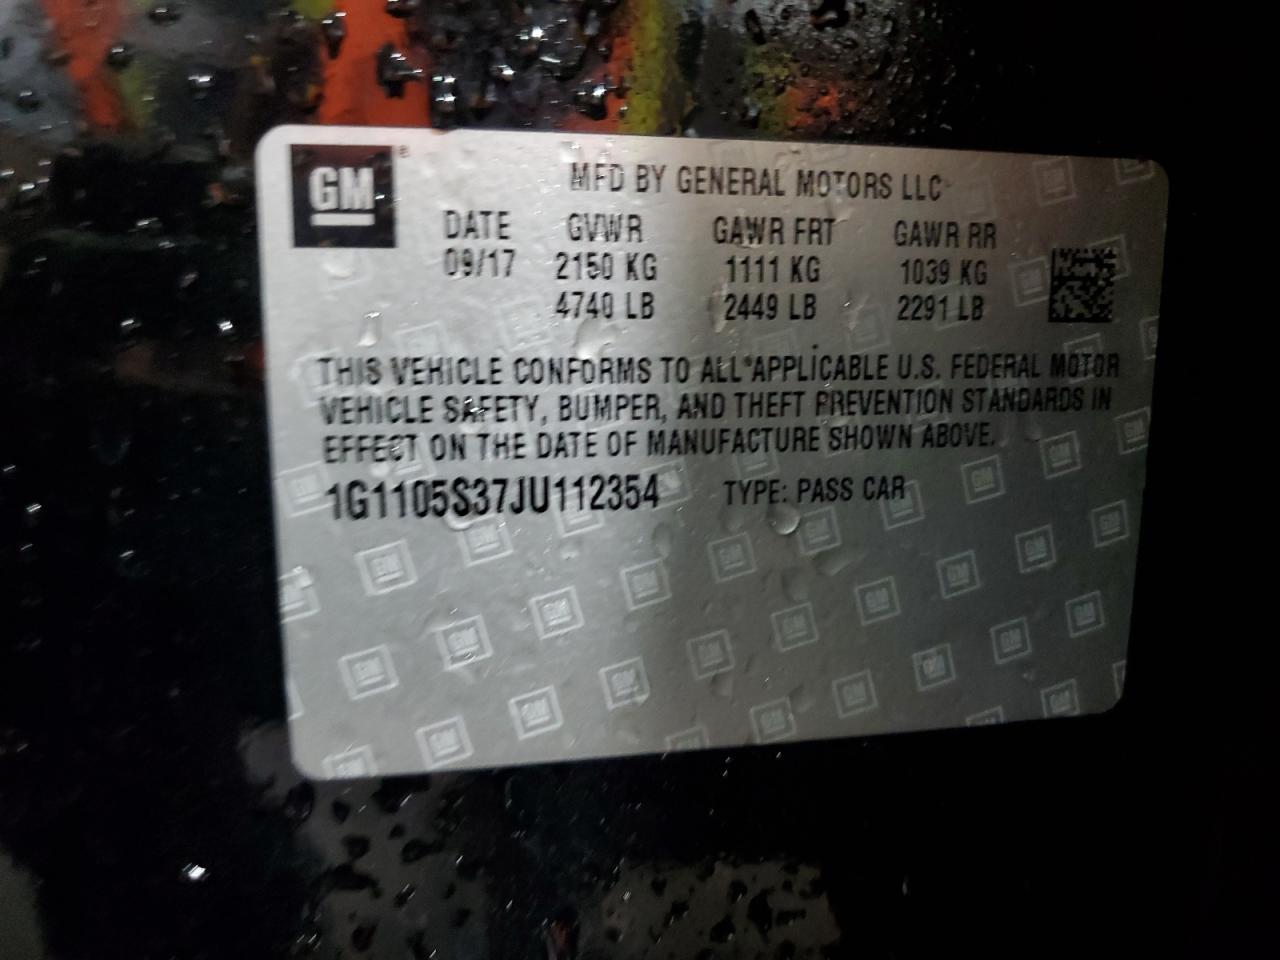 GM
MFD BY GENERAL MOTORS LLC
DATE GVWR GAWR FRT GAWR RR
09/17 2150 KG 1111 KG 1039 KG
4740 LB 2449 LB 2291 LB
THIS VEHICLE CONFORMS TO ALL APPLICABLE U.S. FEDERAL MOTOR
VEHICLE SAFETY, BUMPER, AND THEFT PREVENTION STANDARDS IN
EFFECT ON THE DATE OF MANUFACTURE SHOWN ABOVE.
1G1105S37JU112354 TYPE: PASS CAR